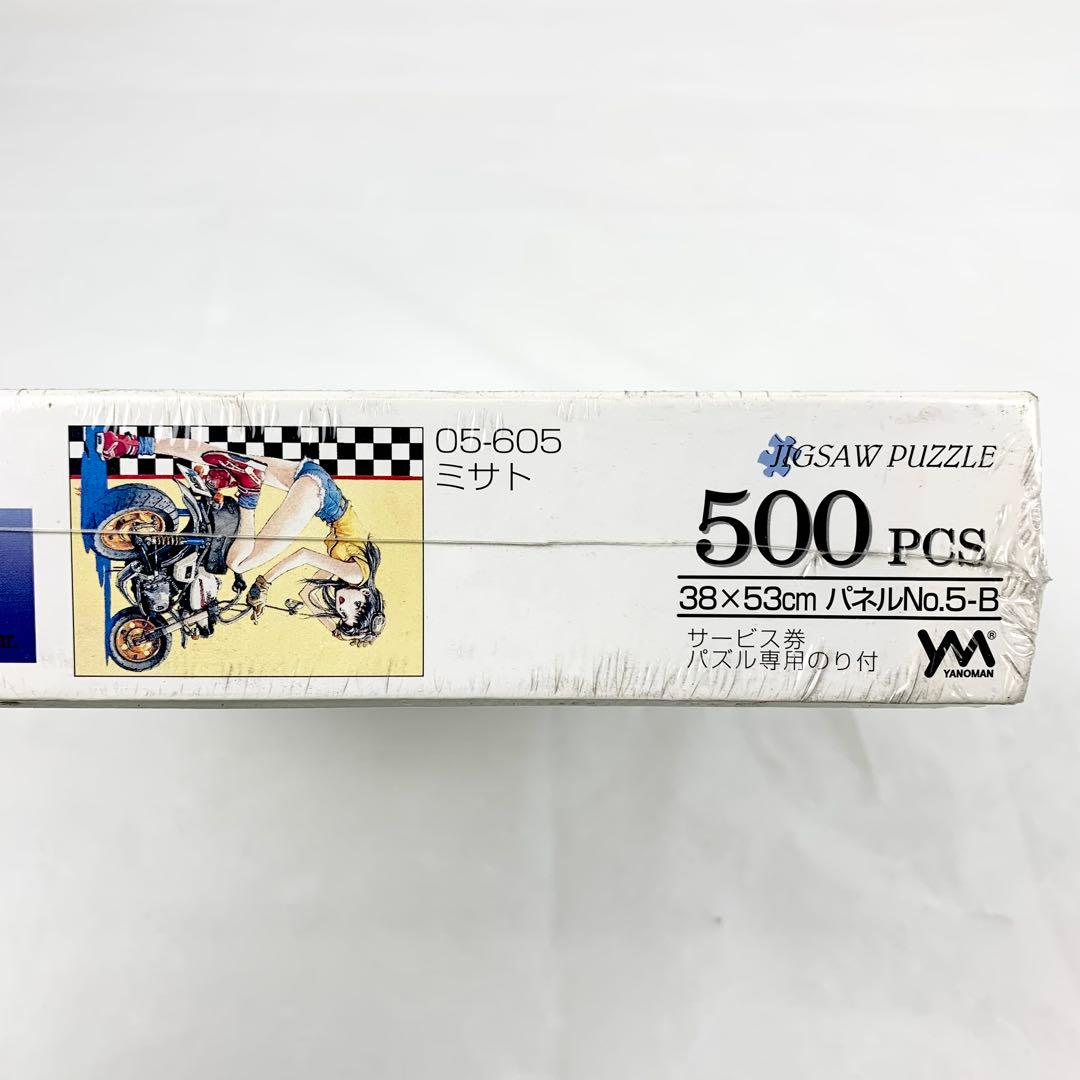 05-605
ミサト
JIGSAW PUZZLE
500 PCS
38×53cm パネルNo.5-B
サービス券
パズル専用のり付
YM®
YANOMAN